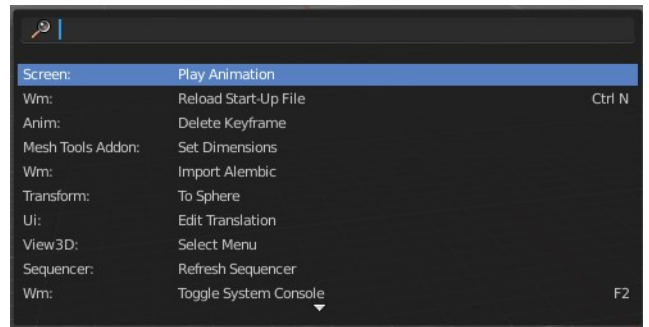 Screen: Play Animation
Wm: Reload Start-Up File Ctrl N
Anim: Delete Keyframe
Mesh Tools Addon: Set Dimensions
Wm: Import Alembic
Transform: To Sphere
Ui: Edit Translation
View3D: Select Menu
Sequencer: Refresh Sequencer
Wm: Toggle System Console F2